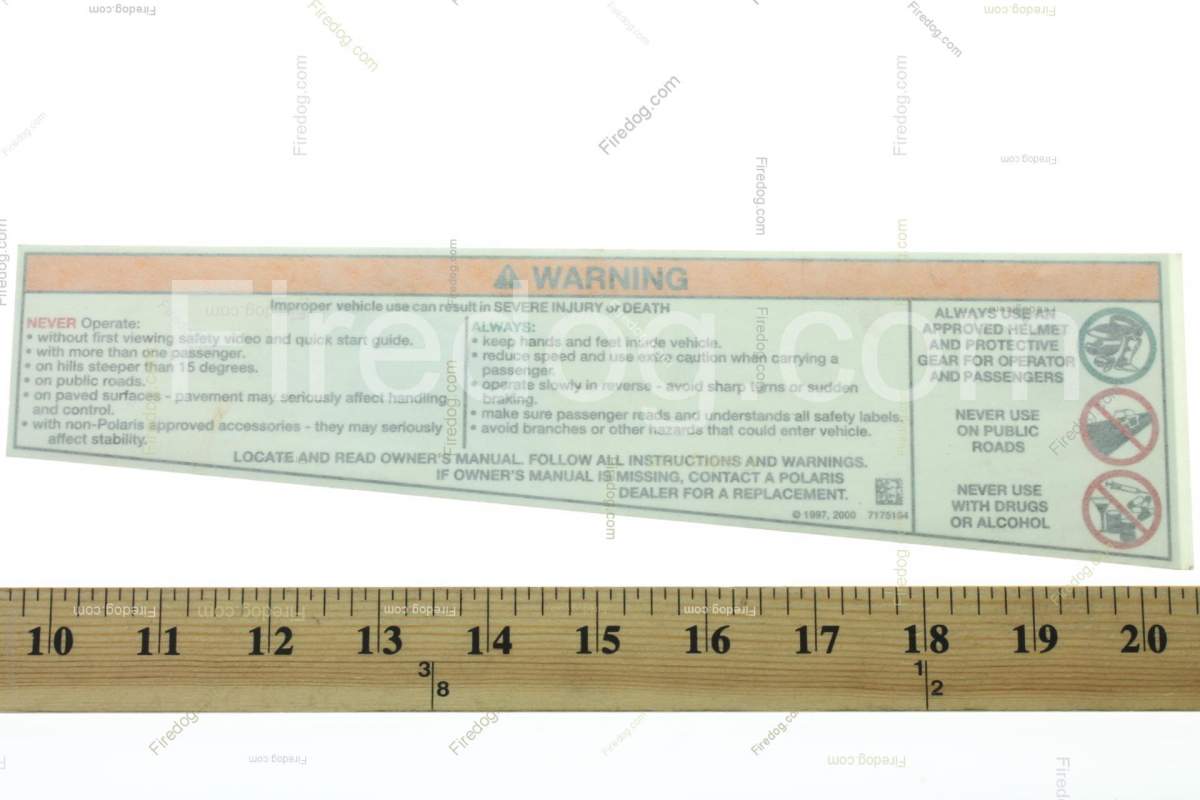 WARNING
Improper vehicle use can result in SEVERE INJURY or DEATH
NEVER Operate:
• without first viewing safety video and quick start guide.
• with more than one passenger.
• on hills steeper than 15 degrees.
• on public roads.
• on paved surfaces - pavement may seriously affect handling
and control.
• with non-Polaris approved accessories - they may seriously
affect stability.
ALWAYS:
• keep hands and feet inside vehicle.
• reduce speed and use extra caution when carrying a
passenger.
• operate slowly in reverse - avoid sharp turns or sudden
braking.
• make sure passenger reads and understands all safety labels.
• avoid branches or other hazards that could enter vehicle.
LOCATE AND READ OWNER'S MANUAL. FOLLOW ALL INSTRUCTIONS AND WARNINGS.
IF OWNER'S MANUAL IS MISSING, CONTACT A POLARIS
DEALER FOR A REPLACEMENT.
© 1997, 2000 7175194
ALWAYS USE AN
APPROVED HELMET
AND PROTECTIVE
GEAR FOR OPERATOR
AND PASSENGERS
NEVER USE
ON PUBLIC
ROADS
NEVER USE
WITH DRUGS
OR ALCOHOL
Firedog.com
10 11 12 13 14 15 16 17 18 19 20
3 8 1 2